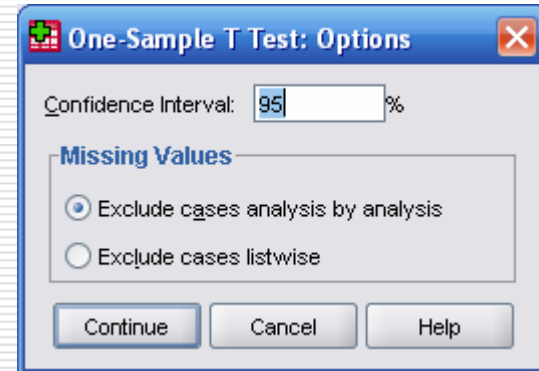 One-Sample T Test: Options
Confidence Interval: 95 %
Missing Values
Exclude cases analysis by analysis
Exclude cases listwise
Continue Cancel Help